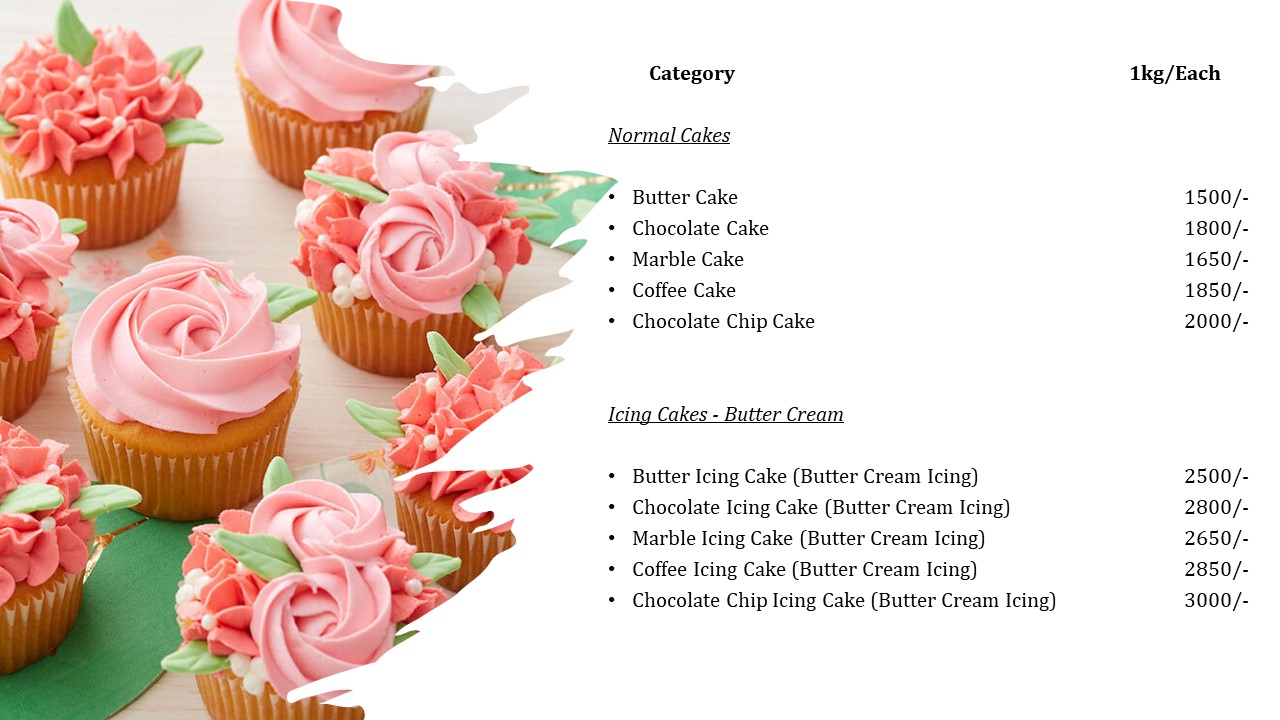 Category 1kg/Each
Normal Cakes
• Butter Cake 1500/-
• Chocolate Cake 1800/-
• Marble Cake 1650/-
• Coffee Cake 1850/-
• Chocolate Chip Cake 2000/-
Icing Cakes - Butter Cream
• Butter Icing Cake (Butter Cream Icing) 2500/-
• Chocolate Icing Cake (Butter Cream Icing) 2800/-
• Marble Icing Cake (Butter Cream Icing) 2650/-
• Coffee Icing Cake (Butter Cream Icing) 2850/-
• Chocolate Chip Icing Cake (Butter Cream Icing) 3000/-